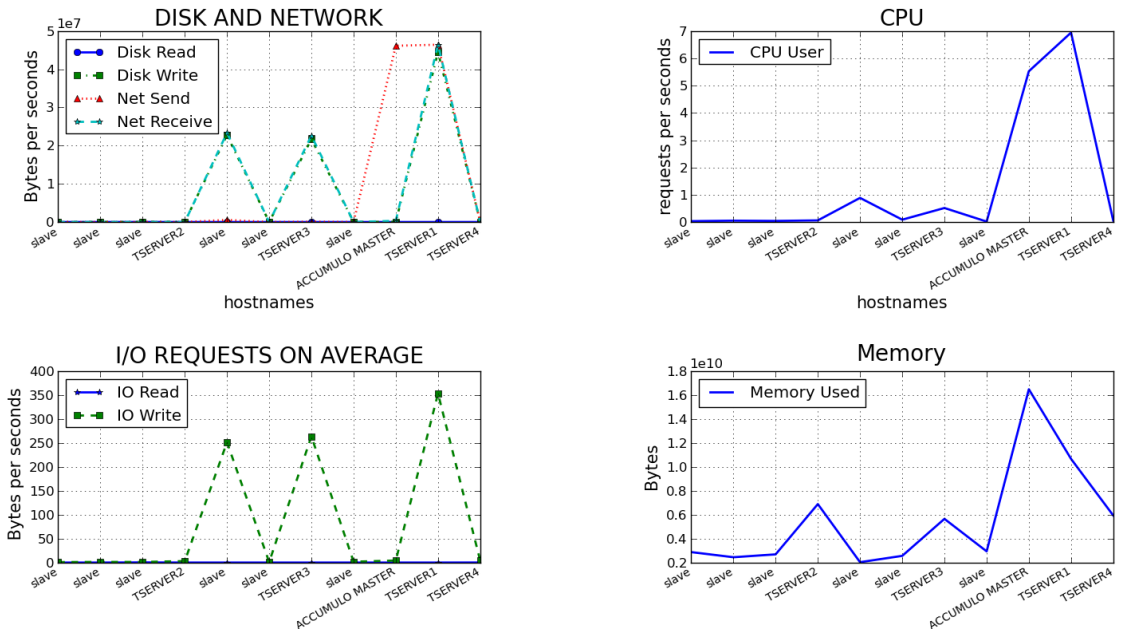 DISK AND NETWORK
1e7
5
4
3
2
1
0
Bytes per seconds
Disk Read
Disk Write
Net Send
Net Receive
slave
slave
slave
TSERVER2
slave
slave
TSERVER3
slave
ACCUMULO MASTER
TSERVER1
TSERVER4
hostnames
CPU
7
6
5
4
3
2
1
0
requests per seconds
CPU User
slave
slave
slave
TSERVER2
slave
slave
TSERVER3
slave
ACCUMULO MASTER
TSERVER1
TSERVER4
hostnames
I/O REQUESTS ON AVERAGE
400
350
300
250
200
150
100
50
0
Bytes per seconds
IO Read
IO Write
slave
slave
slave
TSERVER2
slave
slave
TSERVER3
slave
ACCUMULO MASTER
TSERVER1
TSERVER4
Memory
1e10
1.8
1.6
1.4
1.2
1.0
0.8
0.6
0.4
0.2
Bytes
Memory Used
slave
slave
slave
TSERVER2
slave
slave
TSERVER3
slave
ACCUMULO MASTER
TSERVER1
TSERVER4